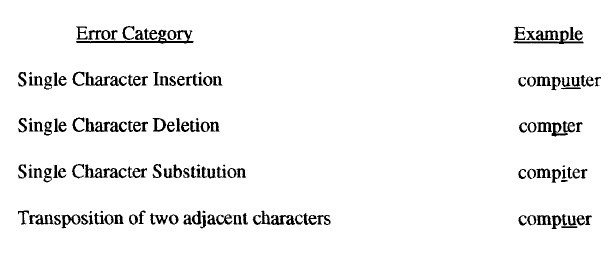 Error Category Example
Single Character Insertion compuuter
Single Character Deletion compter
Single Character Substitution compiter
Transposition of two adjacent characters comptuer